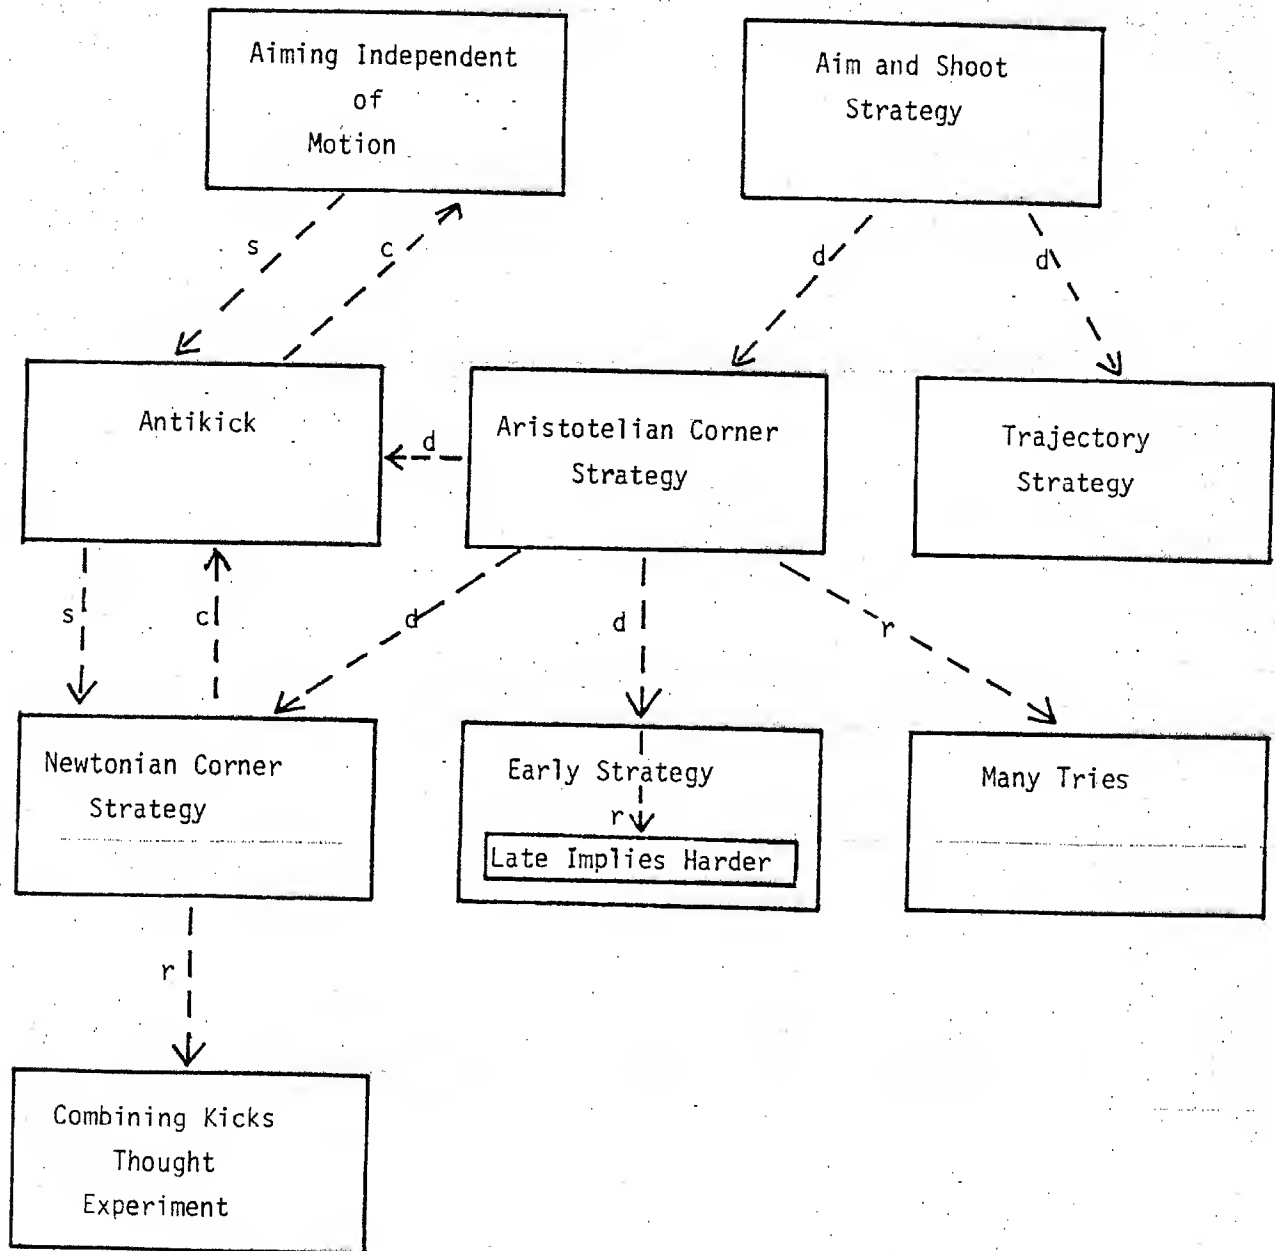 Aiming Independent
of
Motion
Aim and Shoot
Strategy
s
c
d
d
Antikick
d
Aristotelian Corner
Strategy
Trajectory
Strategy
s
c
d
d
r
Newtonian Corner
Strategy
Early Strategy
r
Late Implies Harder
Many Tries
r
Combining Kicks
Thought
Experiment